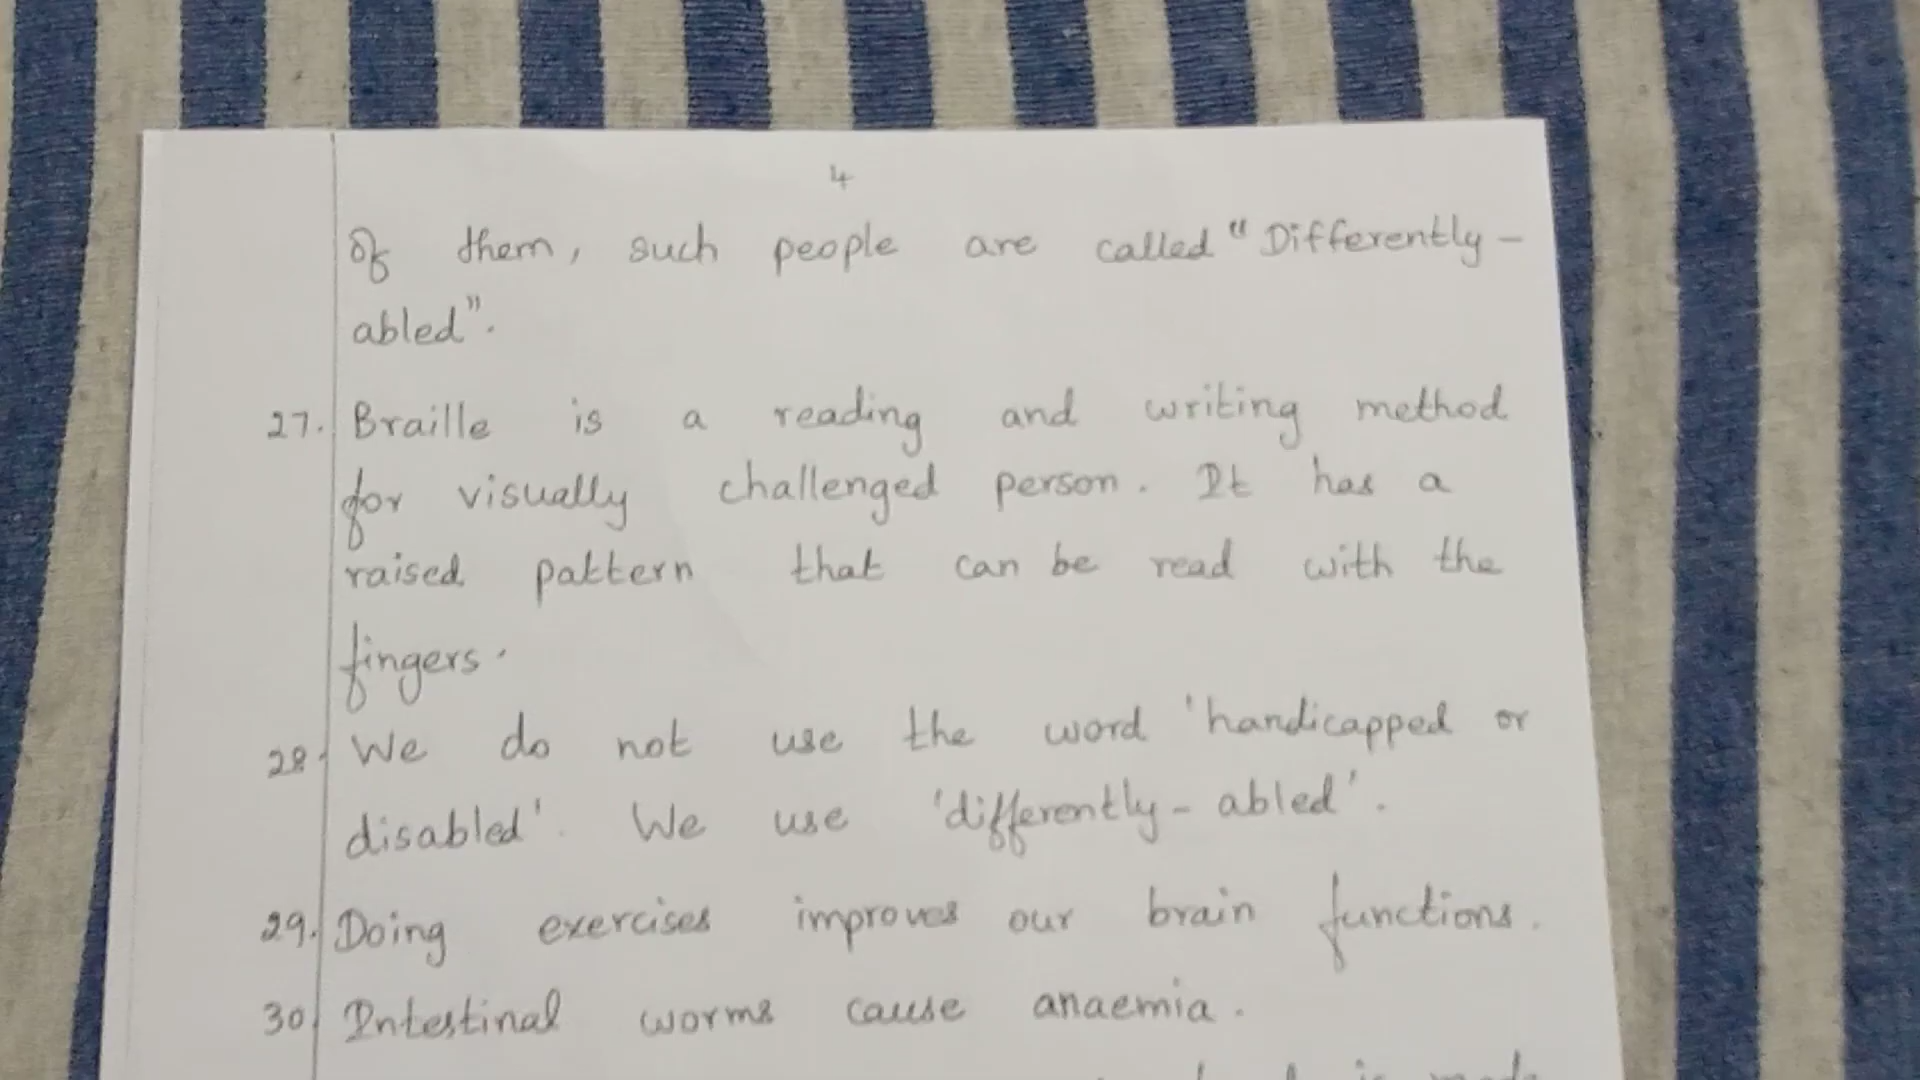 4
of them, such people are called "Differently-
abled".
27. Braille is a reading and writing method
for visually challenged person. It has a
raised pattern that can be read with the
fingers.
28. We do not use the word 'handicapped or
disabled'. We use 'differently-abled'.
29. Doing exercises improves our brain functions.
30. Intestinal worms cause anaemia.
is made